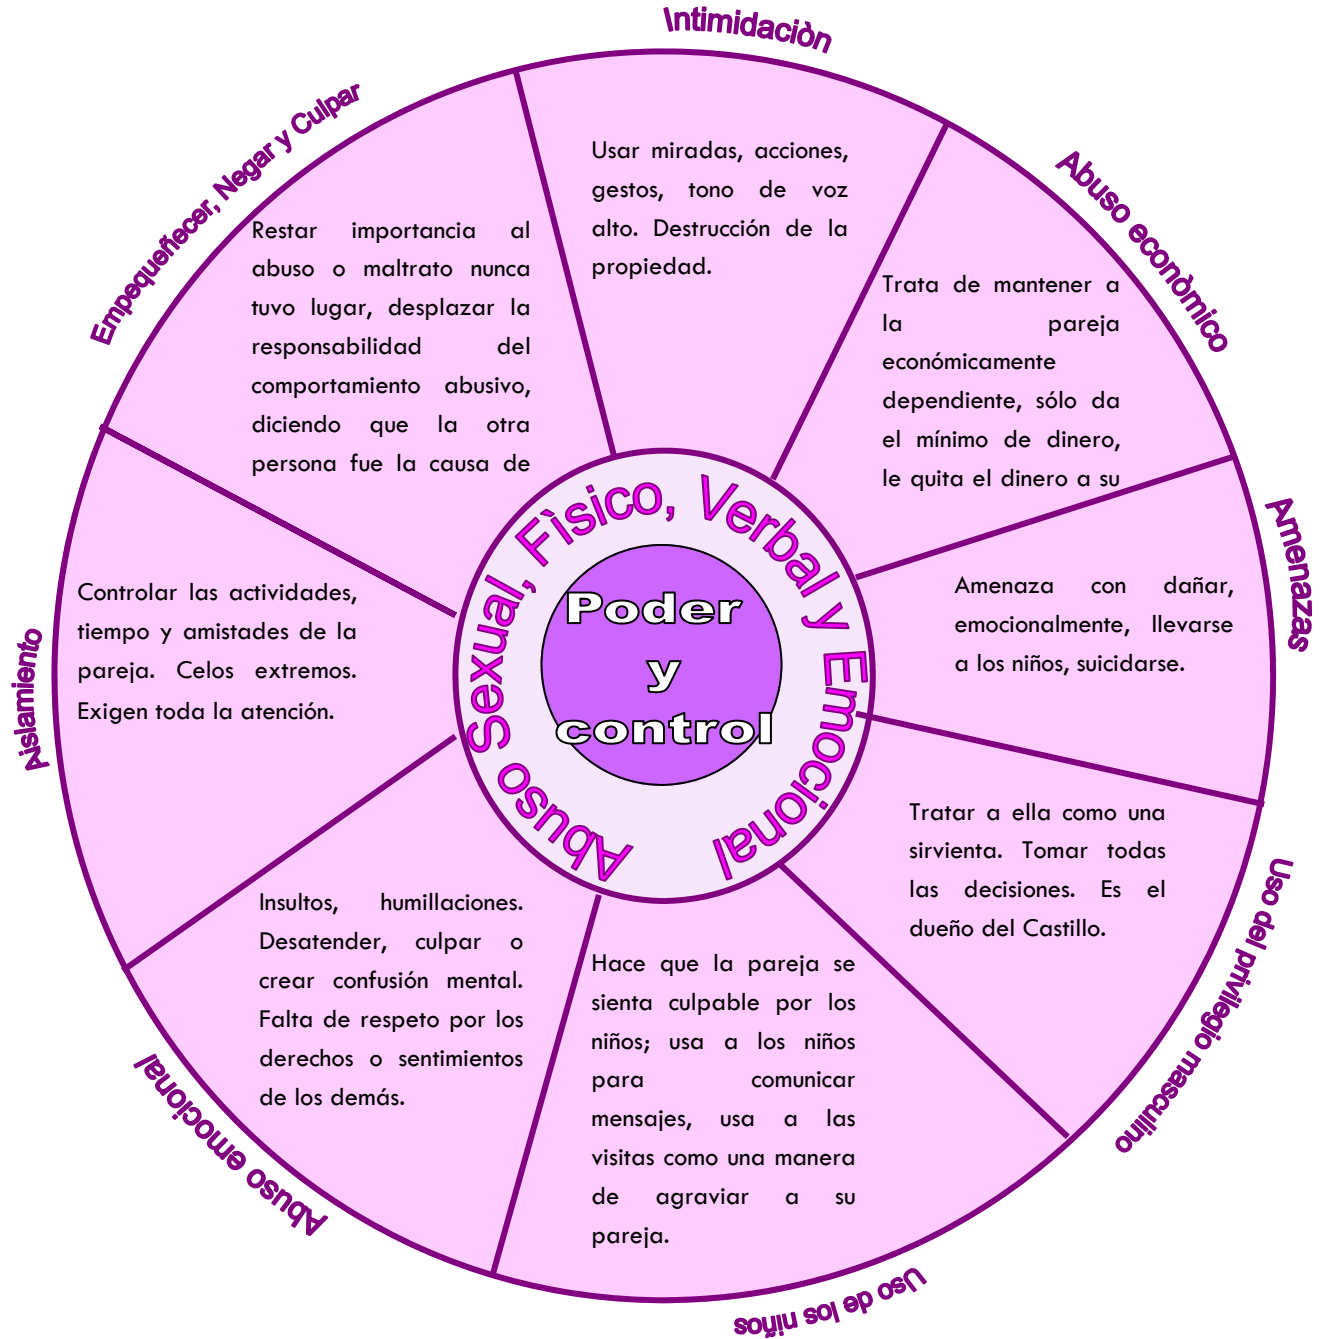 Intimidaciòn
Usar miradas, acciones,
gestos, tono de voz
alto. Destrucción de la
propiedad.
Abuso econòmico
Trata de mantener a
la pareja
económicamente
dependiente, sólo da
el mínimo de dinero,
le quita el dinero a su
Amenazas
Amenaza con dañar,
emocionalmente, llevarse
a los niños, suicidarse.
Uso del privilegio masculino
Tratar a ella como una
sirvienta. Tomar todas
las decisiones. Es el
dueño del Castillo.
Uso de los niños
Hace que la pareja se
sienta culpable por los
niños; usa a los niños
para comunicar
mensajes, usa a las
visitas como una manera
de agraviar a su
pareja.
Abuso emocional
Insultos, humillaciones.
Desatender, culpar o
crear confusión mental.
Falta de respeto por los
derechos o sentimientos
de los demás.
Aislamiento
Controlar las actividades,
tiempo y amistades de la
pareja. Celos extremos.
Exigen toda la atención.
Empequeñecer, Negar y Culpar
Restar importancia al
abuso o maltrato nunca
tuvo lugar, desplazar la
responsabilidad del
comportamiento abusivo,
diciendo que la otra
persona fue la causa de
Abuso Sexual, Fìsico, Verbal y Emocional
Poder
y
control